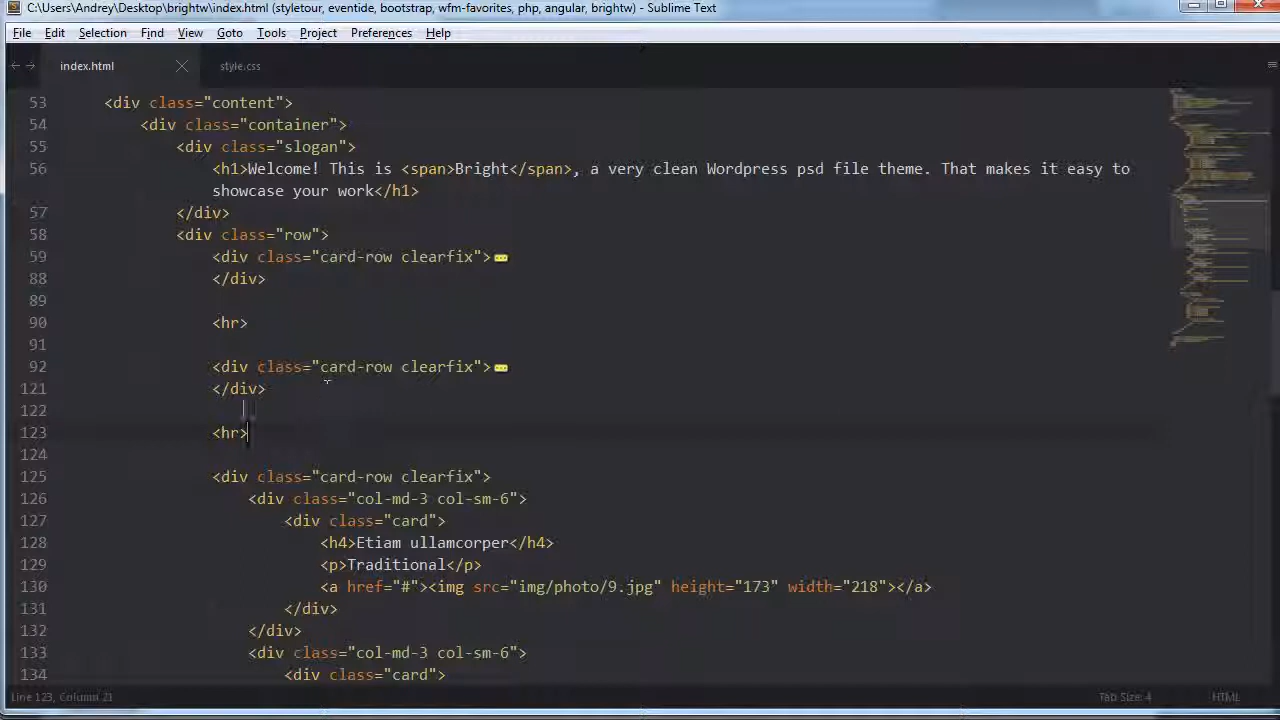 C:\Users\Andrey\Desktop\brightw\index.html (styletour, eventide, bootstrap, wfm-favorites, php, angular, brightw) - Sublime Text
File Edit Selection Find View Goto Tools Project Preferences Help
index.html style.css
53 <div class="content">
54 <div class="container">
55 <div class="slogan">
56 <h1>Welcome! This is <span>Bright</span>, a very clean Wordpress psd file theme. That makes it easy to
showcase your work</h1>
57 </div>
58 <div class="row">
59 <div class="card-row clearfix">
88 </div>
89
90 <hr>
91
92 <div class="card-row clearfix">
121 </div>
122
123 <hr>
124
125 <div class="card-row clearfix">
126 <div class="col-md-3 col-sm-6">
127 <div class="card">
128 <h4>Etiam ullamcorper</h4>
129 <p>Traditional</p>
130 <a href="#"><img src="img/photo/9.jpg" height="173" width="218"></a>
131 </div>
132 </div>
133 <div class="col-md-3 col-sm-6">
134 <div class="card">
Line 123, Column 21 Tab Size: 4 HTML